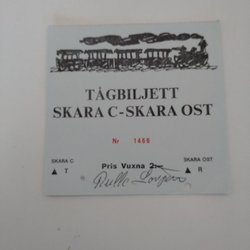 TÅGBILJETT
SKARA C - SKARA OST
Nr 1466
SKARA C
SKARA OST
Pris Vuxna 2:-
▲ T
▲ R